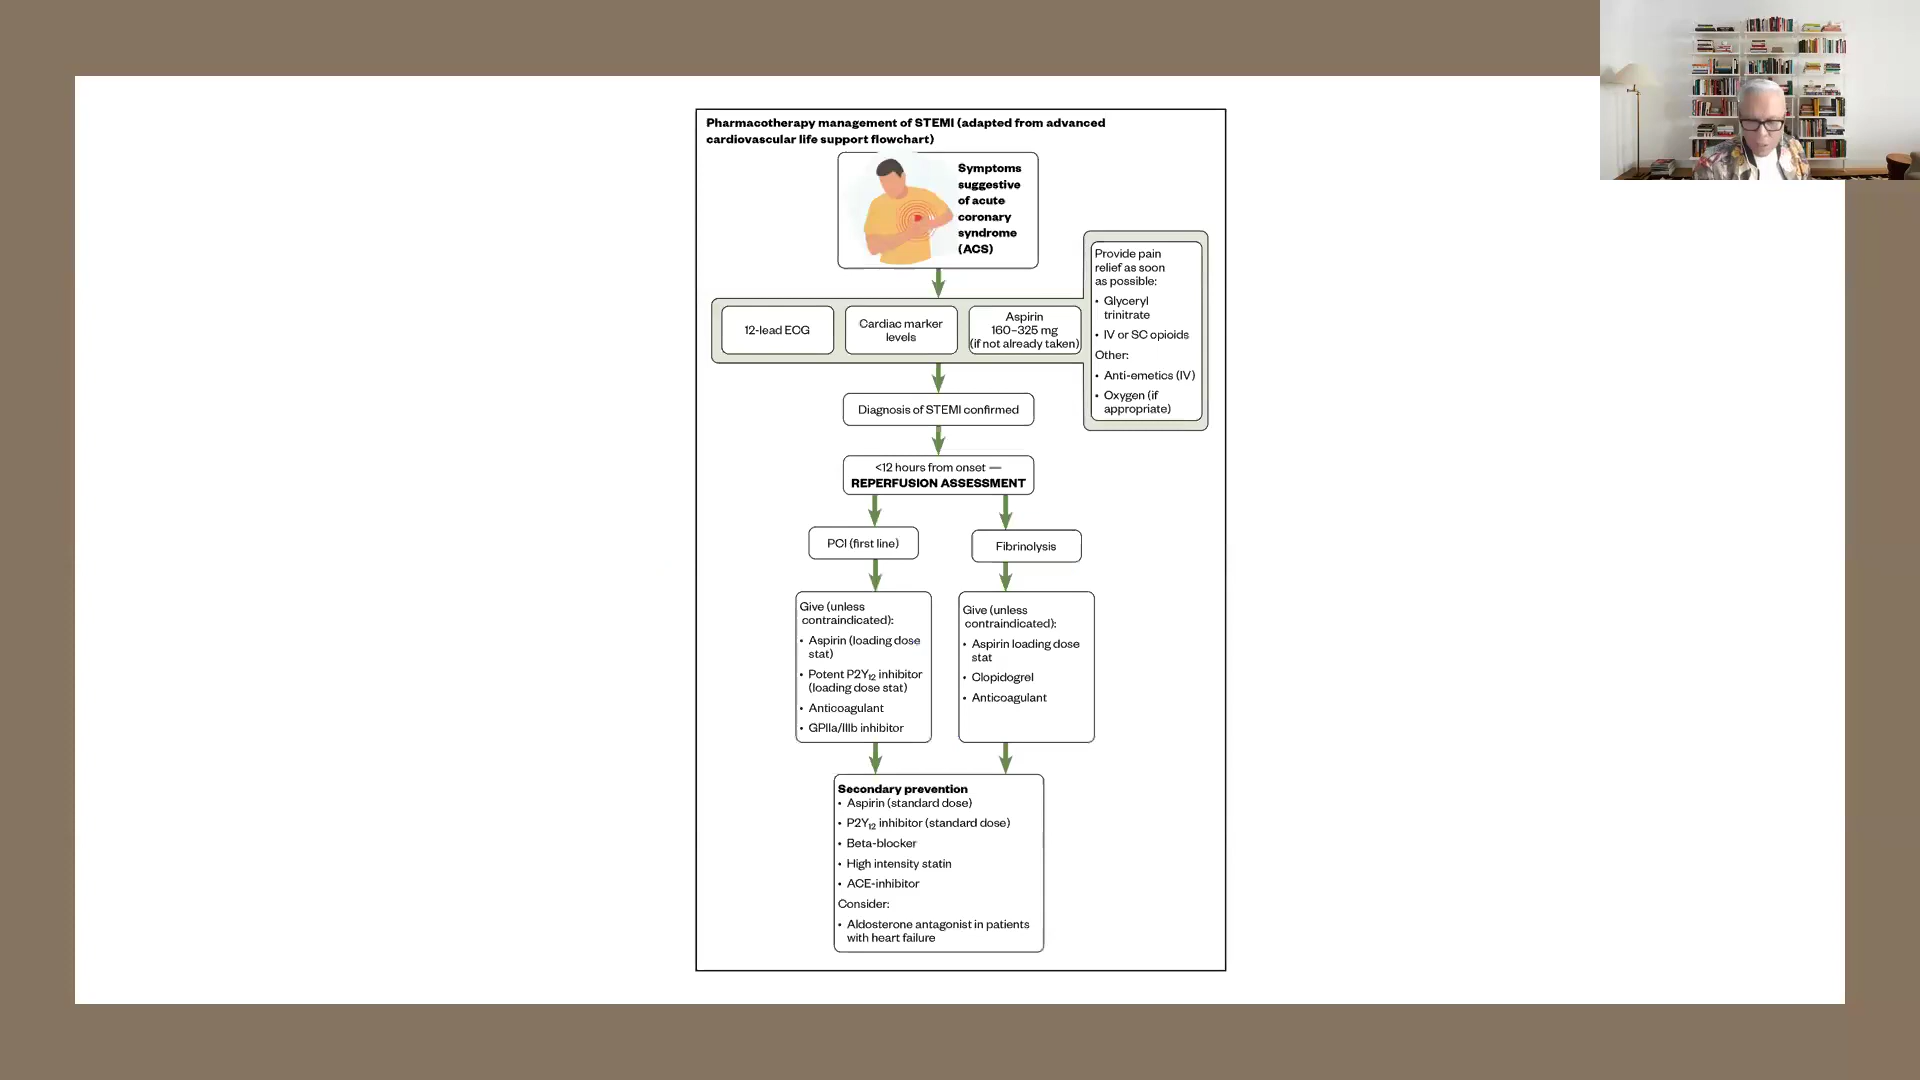 Pharmacotherapy management of STEMI (adapted from advanced
cardiovascular life support flowchart)
Symptoms
suggestive
of acute
coronary
syndrome
(ACS)
12-lead ECG
Cardiac marker
levels
Aspirin
160–325 mg
(if not already taken)
Provide pain
relief as soon
as possible:
• Glyceryl
trinitrate
• IV or SC opioids
Other:
• Anti-emetics (IV)
• Oxygen (if
appropriate)
Diagnosis of STEMI confirmed
<12 hours from onset —
REPERFUSION ASSESSMENT
PCI (first line)
Give (unless
contraindicated):
• Aspirin (loading dose
stat)
• Potent P2Y₁₂ inhibitor
(loading dose stat)
• Anticoagulant
• GPIIa/IIIb inhibitor
Fibrinolysis
Give (unless
contraindicated):
• Aspirin loading dose
stat
• Clopidogrel
• Anticoagulant
Secondary prevention
• Aspirin (standard dose)
• P2Y₁₂ inhibitor (standard dose)
• Beta-blocker
• High intensity statin
• ACE-inhibitor
Consider:
• Aldosterone antagonist in patients
with heart failure